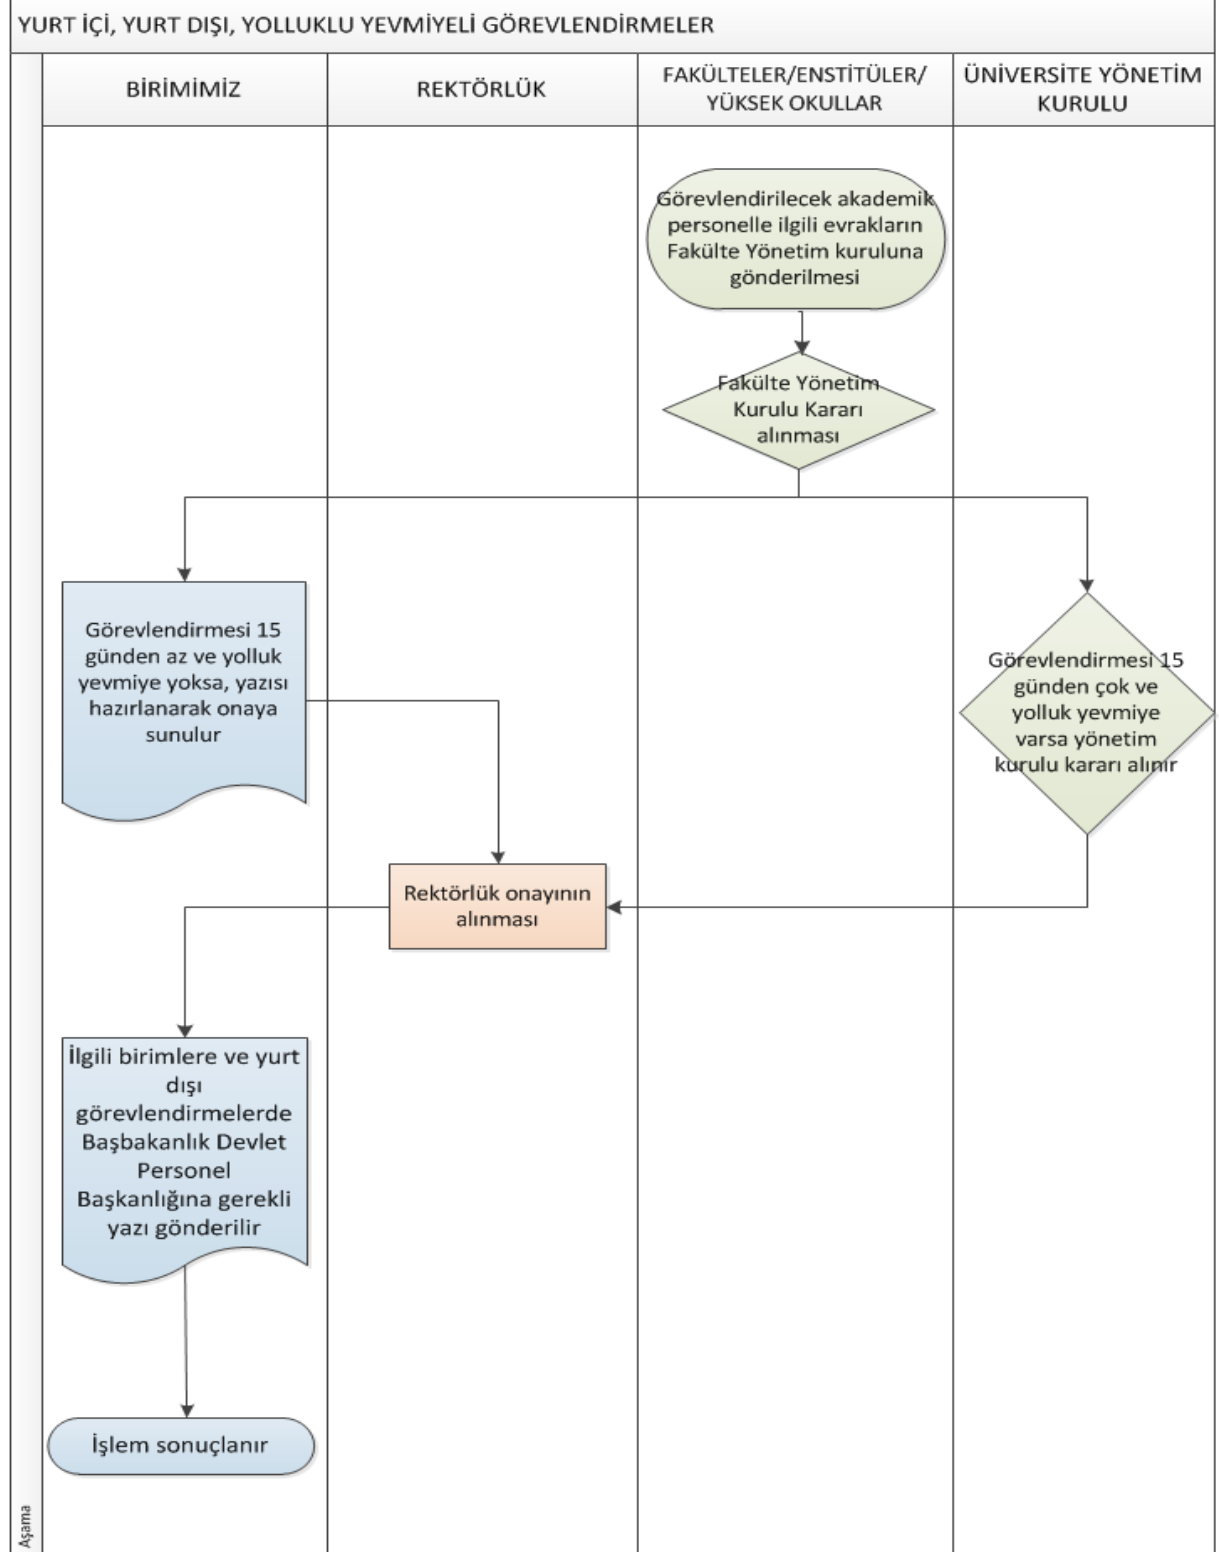 YURT İÇİ, YURT DIŞI, YOLLUKLU YEVMİYELİ GÖREVLENDİRMELER
BİRİMİMİZ
REKTÖRLÜK
FAKÜLTELER/ENSTİTÜLER/
YÜKSEK OKULLAR
ÜNİVERSİTE YÖNETİM
KURULU
Görevlendirilecek akademik
personelle ilgili evrakların
Fakülte Yönetim kuruluna
gönderilmesi
Fakülte Yönetim
Kurulu Kararı
alınması
Görevlendirmesi 15
günden az ve yolluk
yevmiye yoksa, yazısı
hazırlanarak onaya
sunulur
Görevlendirmesi 15
günden çok ve
yolluk yevmiye
varsa yönetim
kurulu kararı alınır
Rektörlük onayının
alınması
İlgili birimlere ve yurt
dışı
görevlendirmelerde
Başbakanlık Devlet
Personel
Başkanlığına gerekli
yazı gönderilir
İşlem sonuçlanır
Aşama